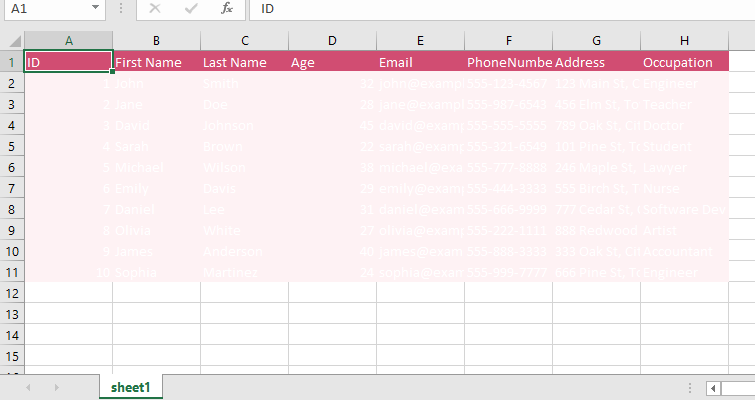 A1 ID
A B C D E F G H
1 ID First Name Last Name Age Email PhoneNumbe Address Occupation
2 1 John Smith 32 john@examp 555-123-4567 123 Main St, C Engineer
3 2 Jane Doe 28 jane@examp 555-987-6543 456 Elm St, To Teacher
4 3 David Johnson 45 david@examp 555-555-5555 789 Oak St, Ci Doctor
5 4 Sarah Brown 22 sarah@exam 555-321-6549 101 Pine St, To Student
6 5 Michael Wilson 38 michael@exa 555-777-8888 246 Maple St, Lawyer
7 6 Emily Davis 29 emily@examp 555-444-3333 555 Birch St, T Nurse
8 7 Daniel Lee 31 daniel@exam 555-666-9999 777 Cedar St, Software Dev
9 8 Olivia White 27 olivia@exam 555-222-1111 888 Redwood Artist
10 9 James Anderson 40 james@exam 555-888-3333 333 Oak St, Cit Accountant
11 10 Sophia Martinez 24 sophia@exam 555-999-7777 666 Pine St, To Engineer
12
13
14
15
sheet1